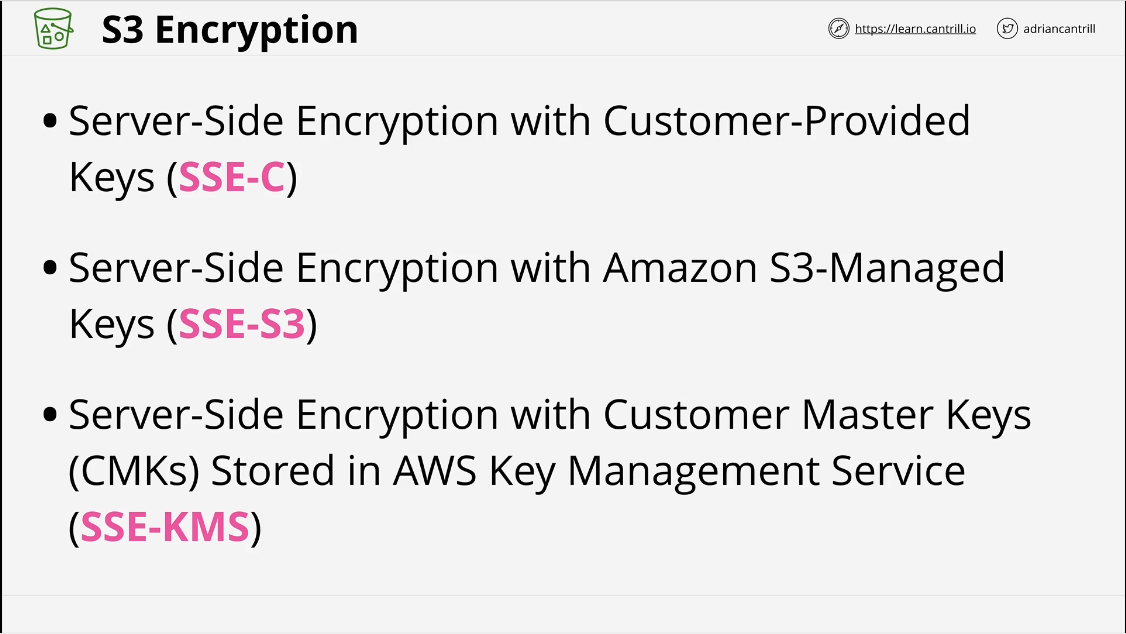 S3 Encryption
https://learn.cantrill.io
adriancantrill
• Server-Side Encryption with Customer-Provided
Keys (SSE-C)
• Server-Side Encryption with Amazon S3-Managed
Keys (SSE-S3)
• Server-Side Encryption with Customer Master Keys
(CMKs) Stored in AWS Key Management Service
(SSE-KMS)